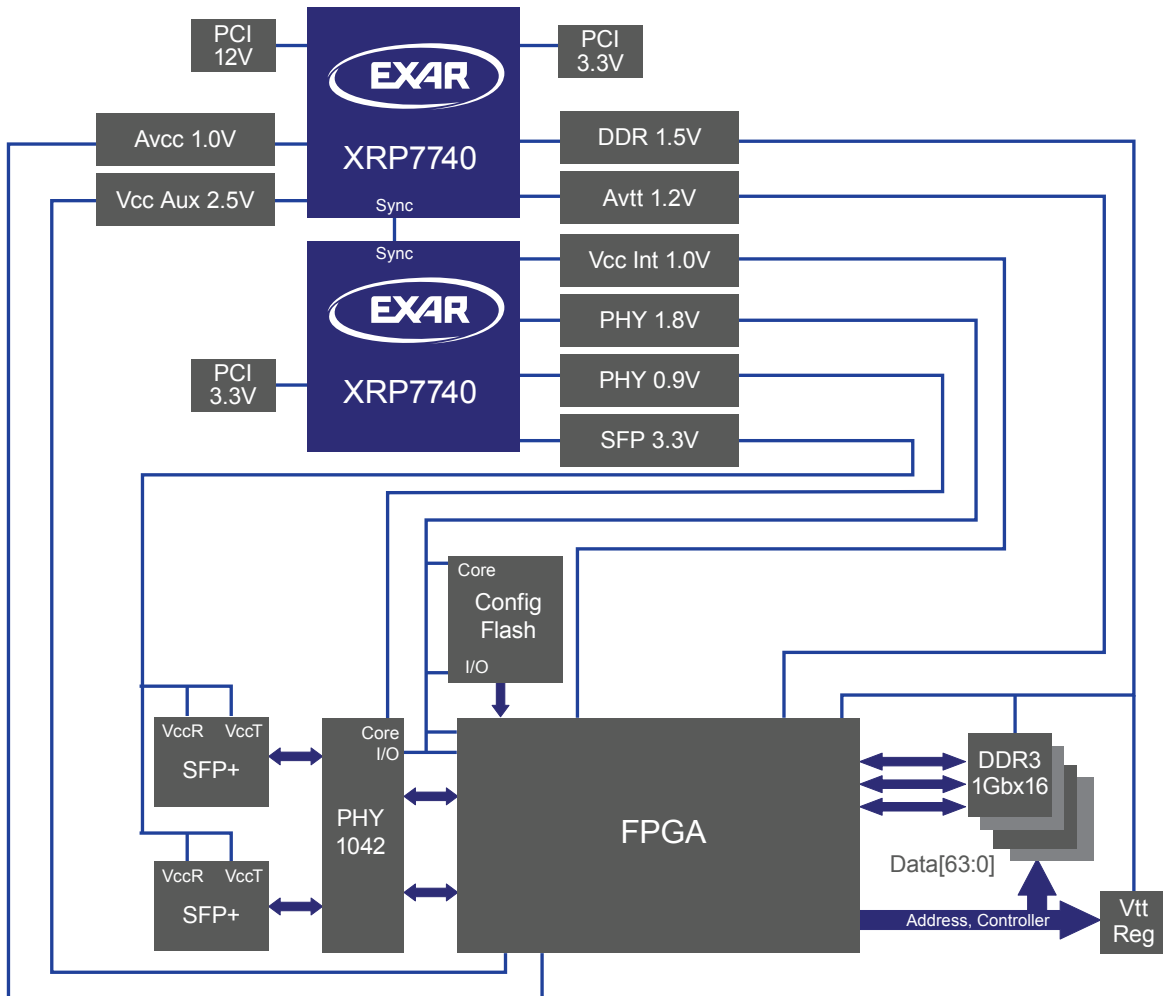 PCI
12V
EXAR
XRP7740
Sync
PCI
3.3V
Avcc 1.0V
Vcc Aux 2.5V
DDR 1.5V
Avtt 1.2V
Sync
EXAR
XRP7740
PCI
3.3V
Vcc Int 1.0V
PHY 1.8V
PHY 0.9V
SFP 3.3V
Core
Config
Flash
I/O
VccR VccT
SFP+
VccR VccT
SFP+
Core
I/O
PHY
1042
FPGA
DDR3
1Gbx16
Data[63:0]
Address, Controller
Vtt
Reg